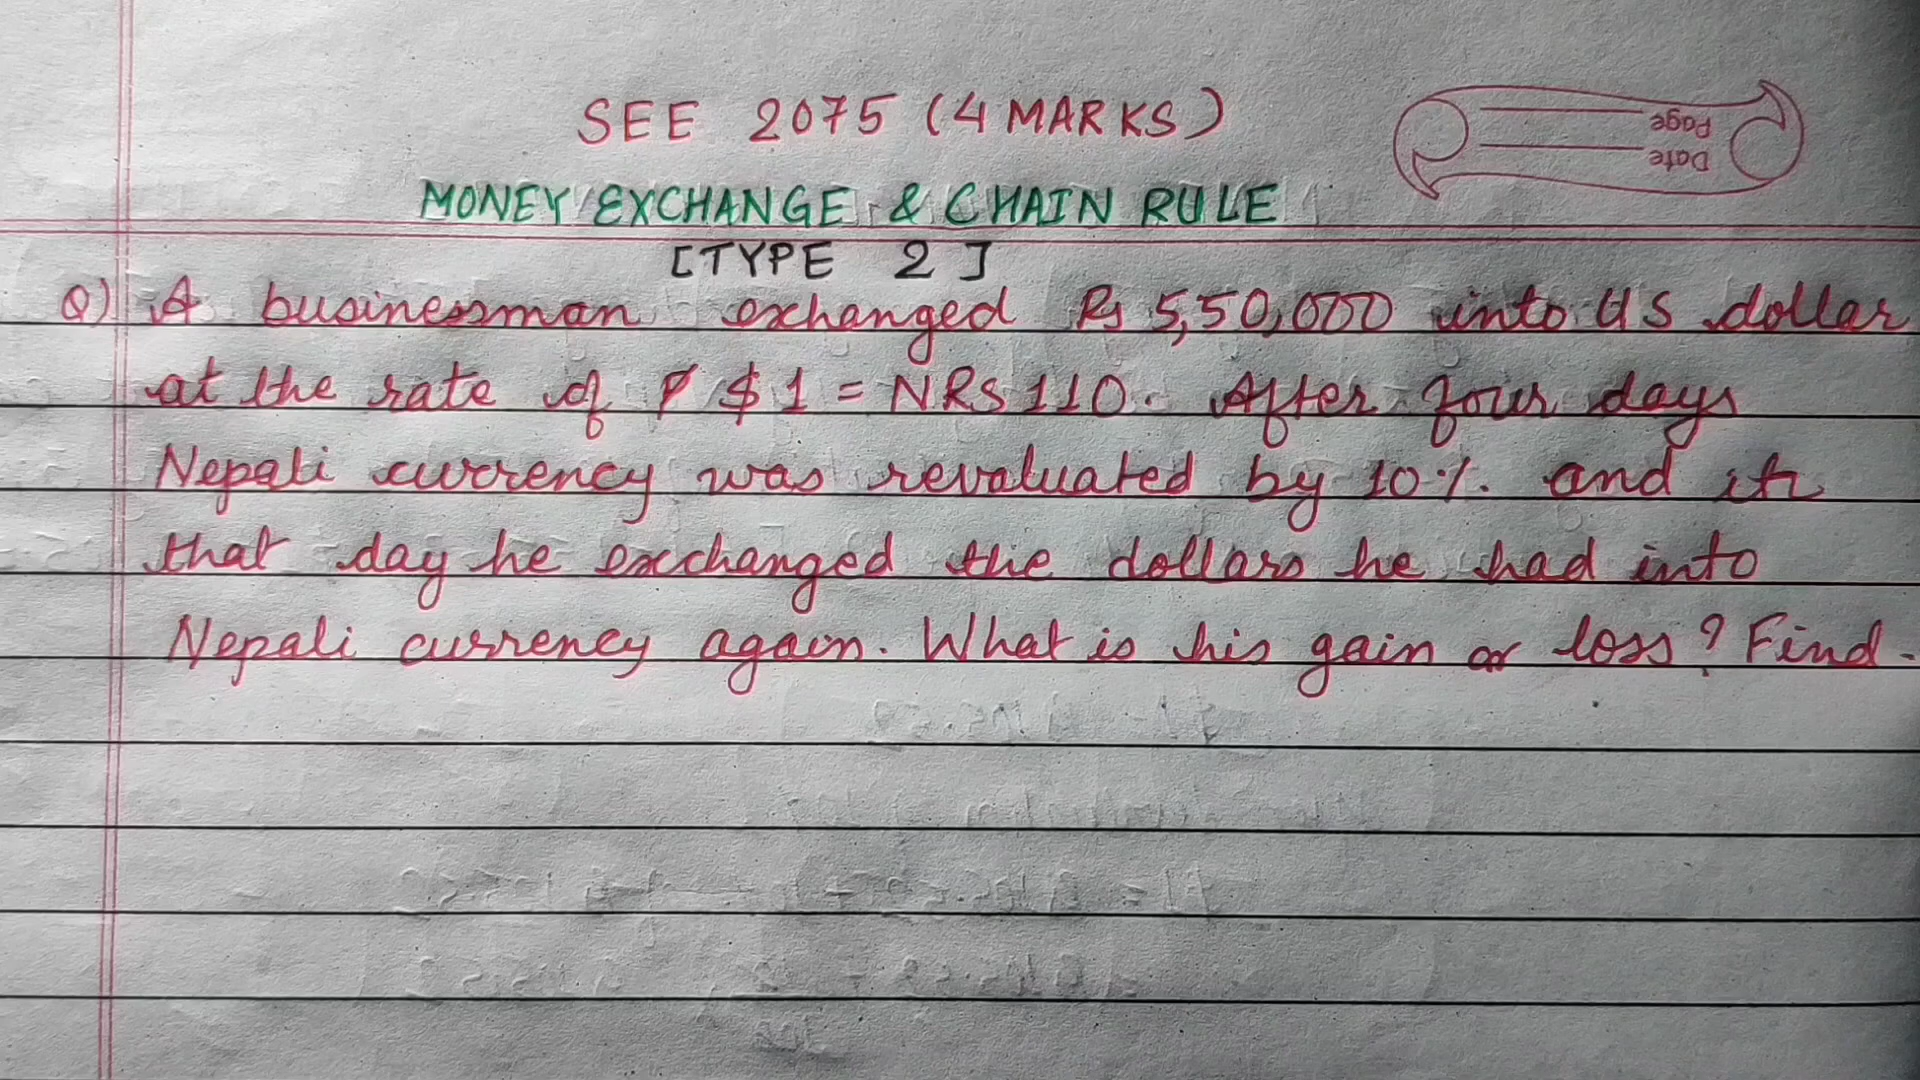 SEE 2075 (4 MARKS)
Page
Date
MONEY EXCHANGE & CHAIN RULE
[TYPE 2]
Q) A businessman exchanged Rs 5,50,000 into US dollar
at the rate of $1 = NRS 110. After four days
Nepali currency was revaluated by 10%. and
that day he exchanged the dollars he had into
Nepali currency again. What is his gain or loss? Find.